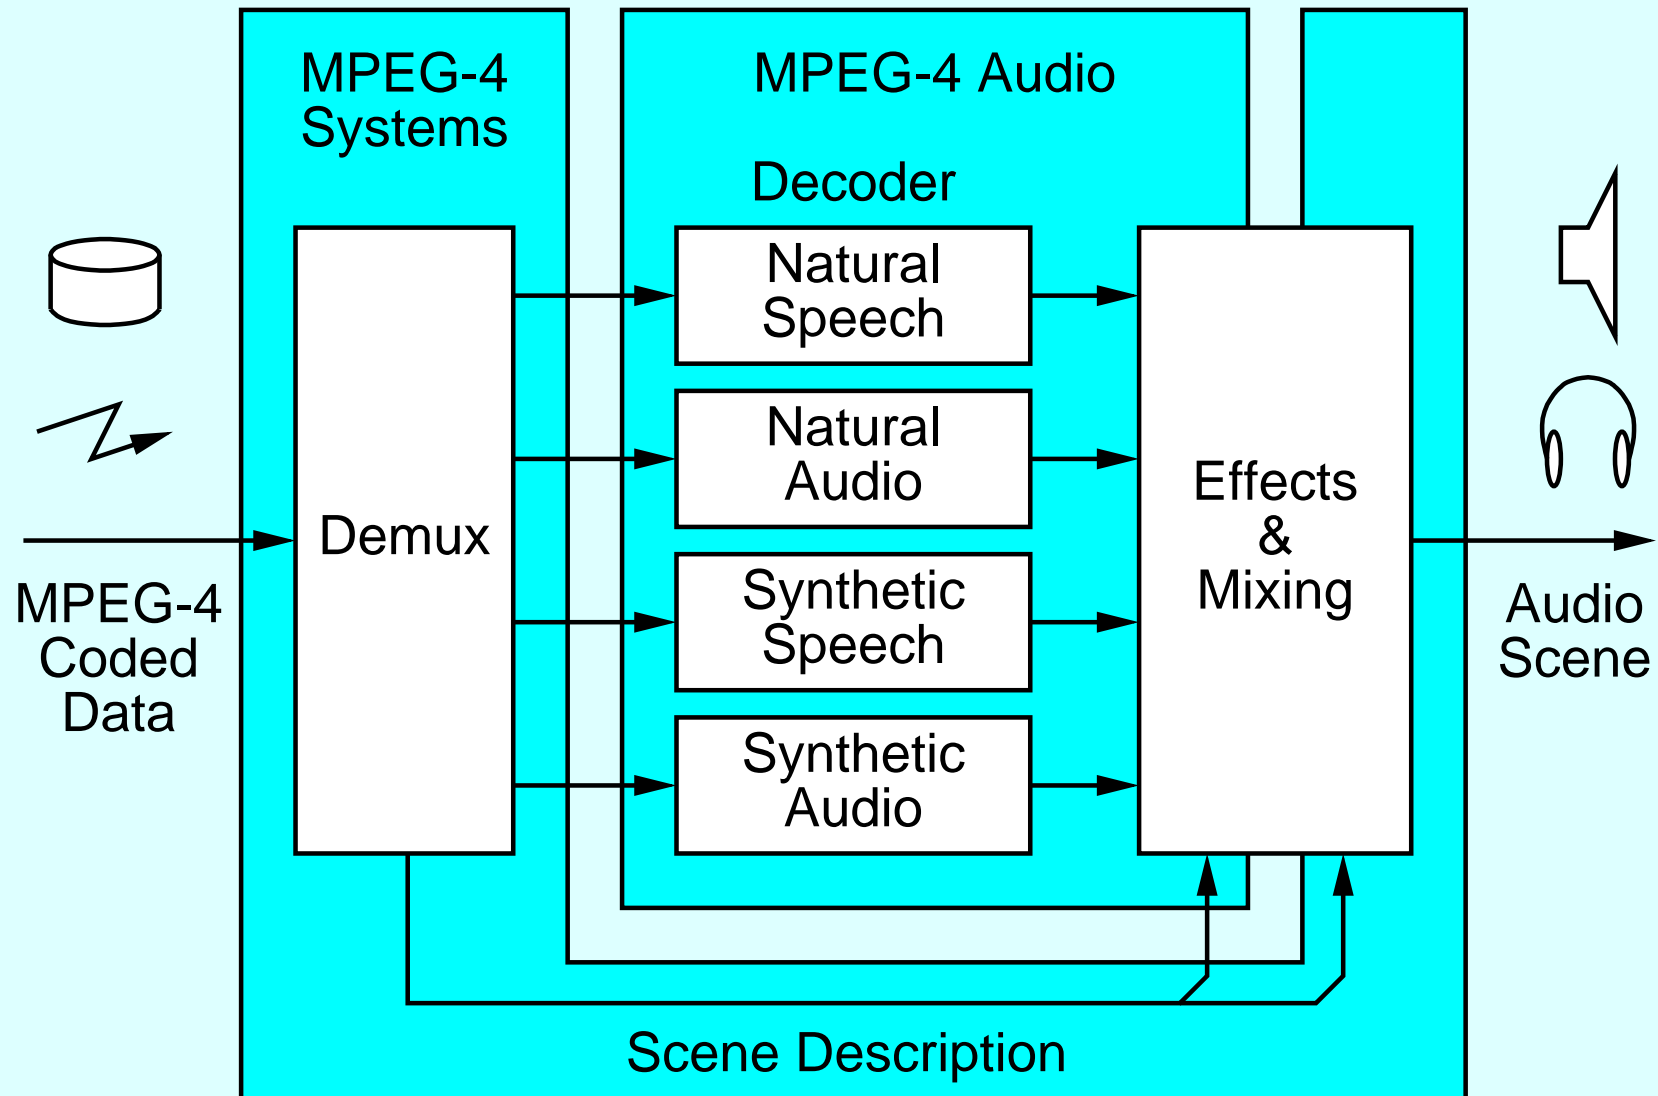 MPEG-4
Systems
MPEG-4 Audio
Decoder
Natural
Speech
Natural
Audio
Synthetic
Speech
Synthetic
Audio
Demux
Effects
&
Mixing
MPEG-4
Coded
Data
Audio
Scene
Scene Description